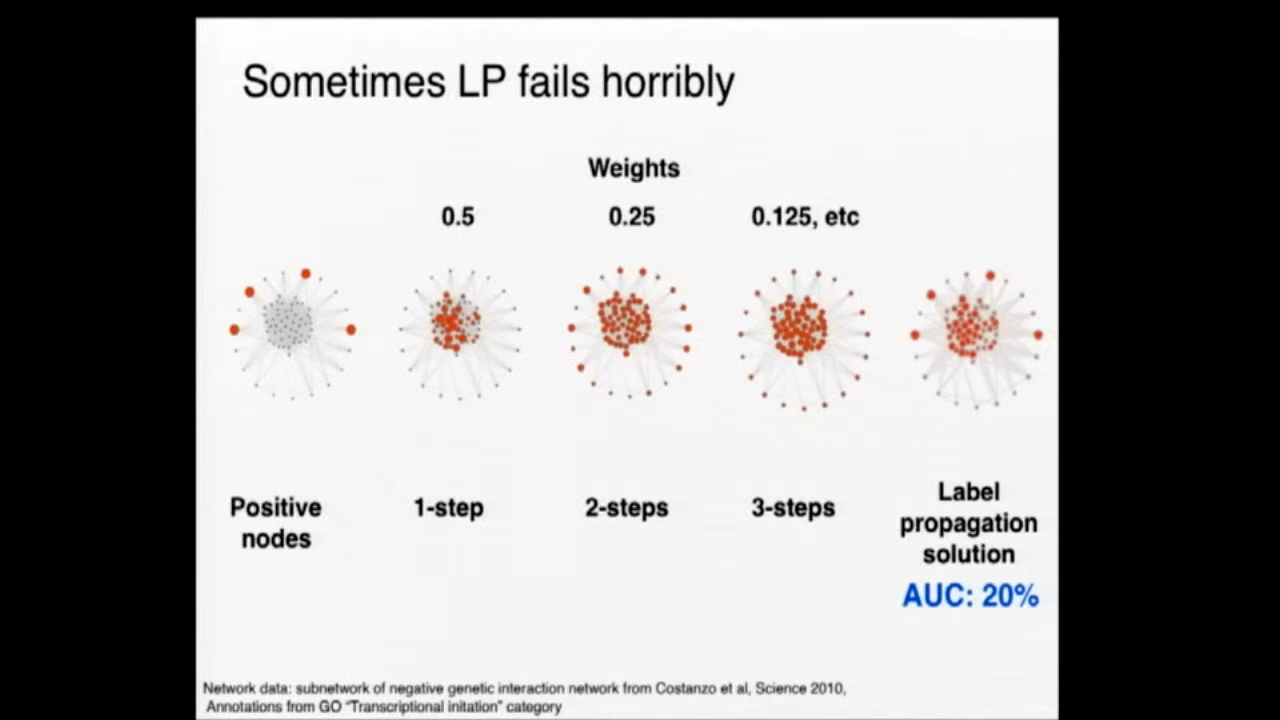 Sometimes LP fails horribly
Weights
0.5
0.25
0.125, etc
Positive
nodes
1-step
2-steps
3-steps
Label
propagation
solution
AUC: 20%
Network data: subnetwork of negative genetic interaction network from Costanzo et al, Science 2010,
Annotations from GO "Transcriptional initation" category